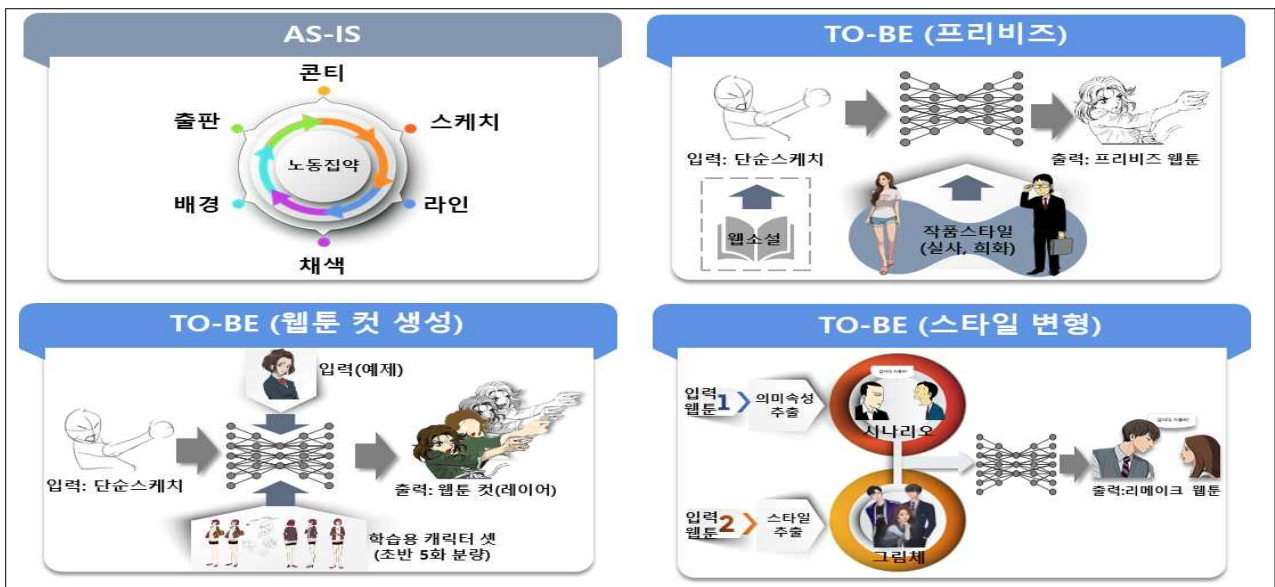 AS-IS
콘티
출판
스케치
노동집약
배경
라인
채색
TO-BE (프리비즈)
입력: 단순스케치
출력: 프리비즈 웹툰
웹소설
작품스타일
(실사, 희화)
TO-BE (웹툰 컷 생성)
입력(예제)
입력: 단순스케치
출력: 웹툰 컷(레이어)
학습용 캐릭터 셋
(초반 5화 분량)
TO-BE (스타일 변형)
입력
웹툰1
의미속성
추출
시나리오
출력:리메이크 웹툰
입력
웹툰2
스타일
추출
그림체